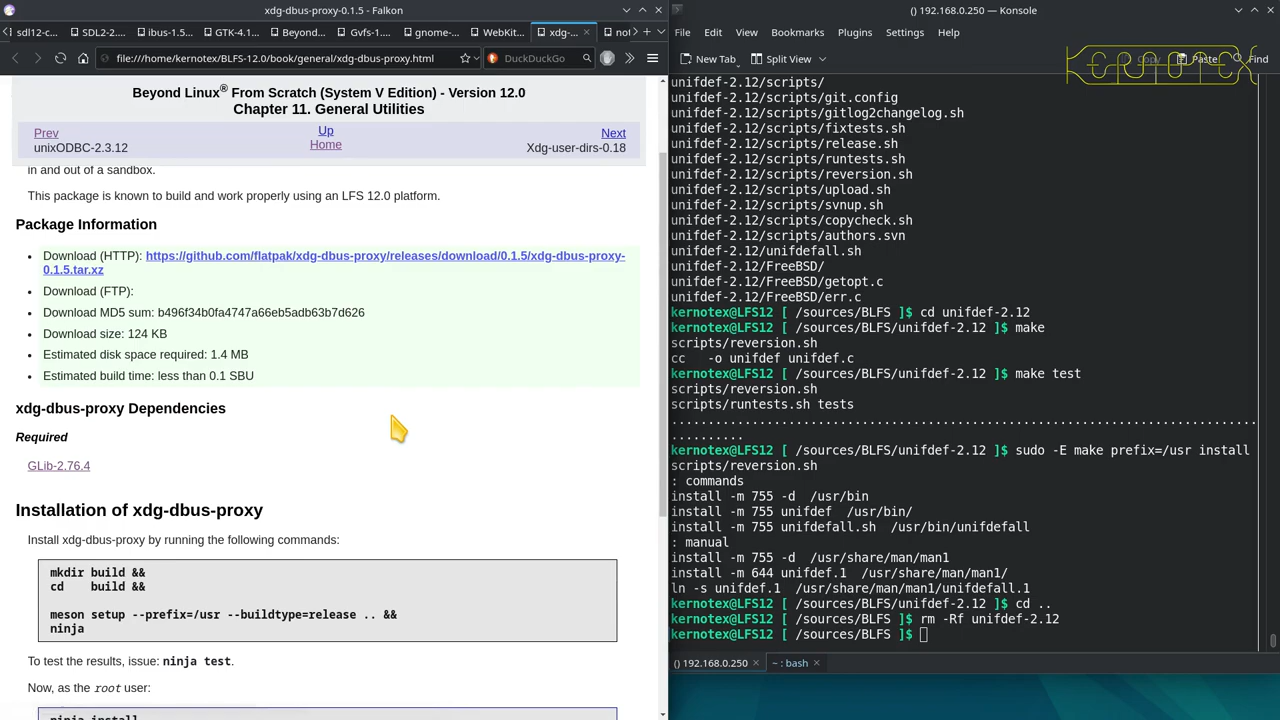 xdg-dbus-proxy-0.1.5 - Falkon
sdl12-c... SDL2-2... ibus-1.5... GTK-4.1... Beyond... Gvfs-1... gnome-... WebKit... xdg-... not
file:///home/kernotex/BLFS-12.0/book/general/xdg-dbus-proxy.html
DuckDuckGo
Beyond Linux® From Scratch (System V Edition) - Version 12.0
Chapter 11. General Utilities
Prev Up Next
unixODBC-2.3.12 Home Xdg-user-dirs-0.18
in and out of a sandbox.
This package is known to build and work properly using an LFS 12.0 platform.
Package Information
• Download (HTTP): https://github.com/flatpak/xdg-dbus-proxy/releases/download/0.1.5/xdg-dbus-proxy-
0.1.5.tar.xz
• Download (FTP):
• Download MD5 sum: b496f34b0fa4747a66eb5adb63b7d626
• Download size: 124 KB
• Estimated disk space required: 1.4 MB
• Estimated build time: less than 0.1 SBU
xdg-dbus-proxy Dependencies
Required
GLib-2.76.4
Installation of xdg-dbus-proxy
Install xdg-dbus-proxy by running the following commands:
mkdir build &&
cd    build &&
meson setup --prefix=/usr --buildtype=release .. &&
ninja
To test the results, issue: ninja test.
Now, as the root user:
ninja install
() 192.168.0.250 — Konsole
File Edit View Bookmarks Plugins Settings Help
New Tab Split View Copy Paste Find
KERNOTEX
unifdef-2.12/scripts/
unifdef-2.12/scripts/git.config
unifdef-2.12/scripts/gitlog2changelog.sh
unifdef-2.12/scripts/fixtests.sh
unifdef-2.12/scripts/release.sh
unifdef-2.12/scripts/runtests.sh
unifdef-2.12/scripts/reversion.sh
unifdef-2.12/scripts/upload.sh
unifdef-2.12/scripts/svnup.sh
unifdef-2.12/scripts/copycheck.sh
unifdef-2.12/scripts/authors.svn
unifdef-2.12/unifdefall.sh
unifdef-2.12/FreeBSD/
unifdef-2.12/FreeBSD/getopt.c
unifdef-2.12/FreeBSD/err.c
kernotex@LFS12 [ /sources/BLFS ]$ cd unifdef-2.12
kernotex@LFS12 [ /sources/BLFS/unifdef-2.12 ]$ make
scripts/reversion.sh
cc   -o unifdef unifdef.c
kernotex@LFS12 [ /sources/BLFS/unifdef-2.12 ]$ make test
scripts/reversion.sh
scripts/runtests.sh tests
............................................................................
..........
kernotex@LFS12 [ /sources/BLFS/unifdef-2.12 ]$ sudo -E make prefix=/usr install
scripts/reversion.sh
: commands
install -m 755 -d  /usr/bin
install -m 755 unifdef  /usr/bin/
install -m 755 unifdefall.sh  /usr/bin/unifdefall
: manual
install -m 755 -d  /usr/share/man/man1
install -m 644 unifdef.1  /usr/share/man/man1/
ln -s unifdef.1  /usr/share/man/man1/unifdefall.1
kernotex@LFS12 [ /sources/BLFS/unifdef-2.12 ]$ cd ..
kernotex@LFS12 [ /sources/BLFS ]$ rm -Rf unifdef-2.12
kernotex@LFS12 [ /sources/BLFS ]$
() 192.168.0.250 ~ : bash